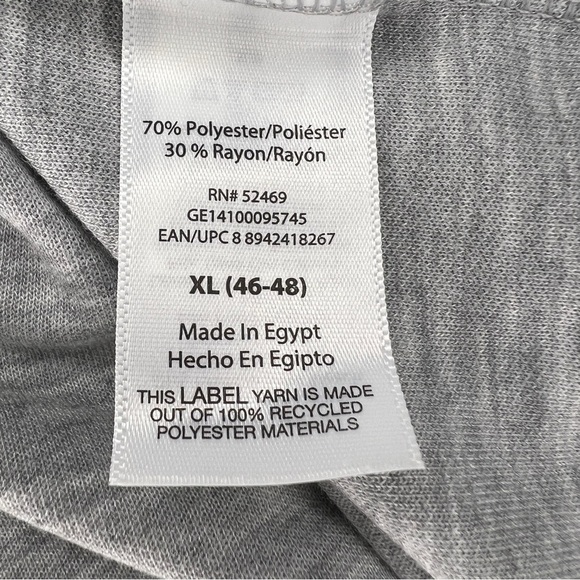 70% Polyester/Poliéster
30 % Rayon/Rayón
RN# 52469
GE14100095745
EAN/UPC 8 8942418267
XL (46-48)
Made In Egypt
Hecho En Egipto
THIS LABEL YARN IS MADE
OUT OF 100% RECYCLED
POLYESTER MATERIALS